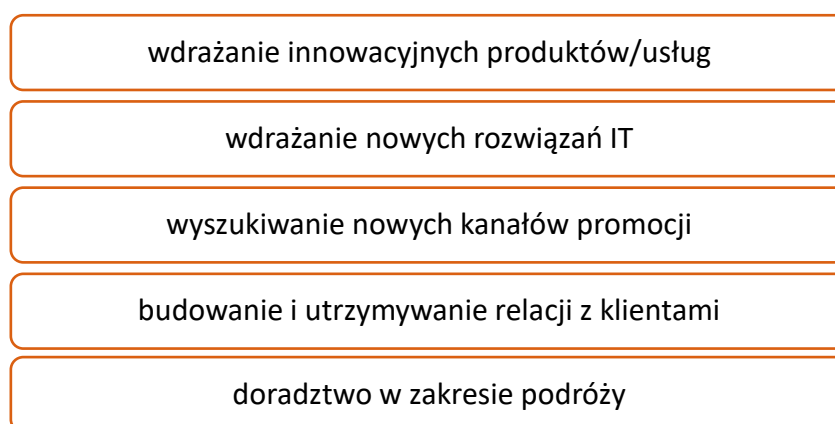 wdrażanie innowacyjnych produktów/usług
wdrażanie nowych rozwiązań IT
wyszukiwanie nowych kanałów promocji
budowanie i utrzymywanie relacji z klientami
doradztwo w zakresie podróży